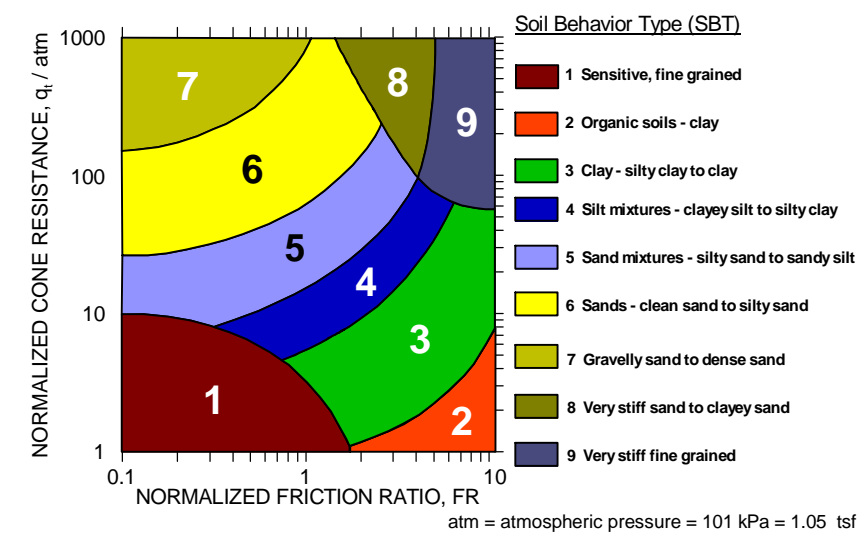 Soil Behavior Type (SBT)
1000
100
10
1
0.1
1
10
NORMALIZED CONE RESISTANCE, qt / atm
NORMALIZED FRICTION RATIO, FR
7
8
9
6
5
4
3
1
2
1 Sensitive, fine grained
2 Organic soils - clay
3 Clay - silty clay to clay
4 Silt mixtures - clayey silt to silty clay
5 Sand mixtures - silty sand to sandy silt
6 Sands - clean sand to silty sand
7 Gravelly sand to dense sand
8 Very stiff sand to clayey sand
9 Very stiff fine grained
atm = atmospheric pressure = 101 kPa = 1.05 tsf